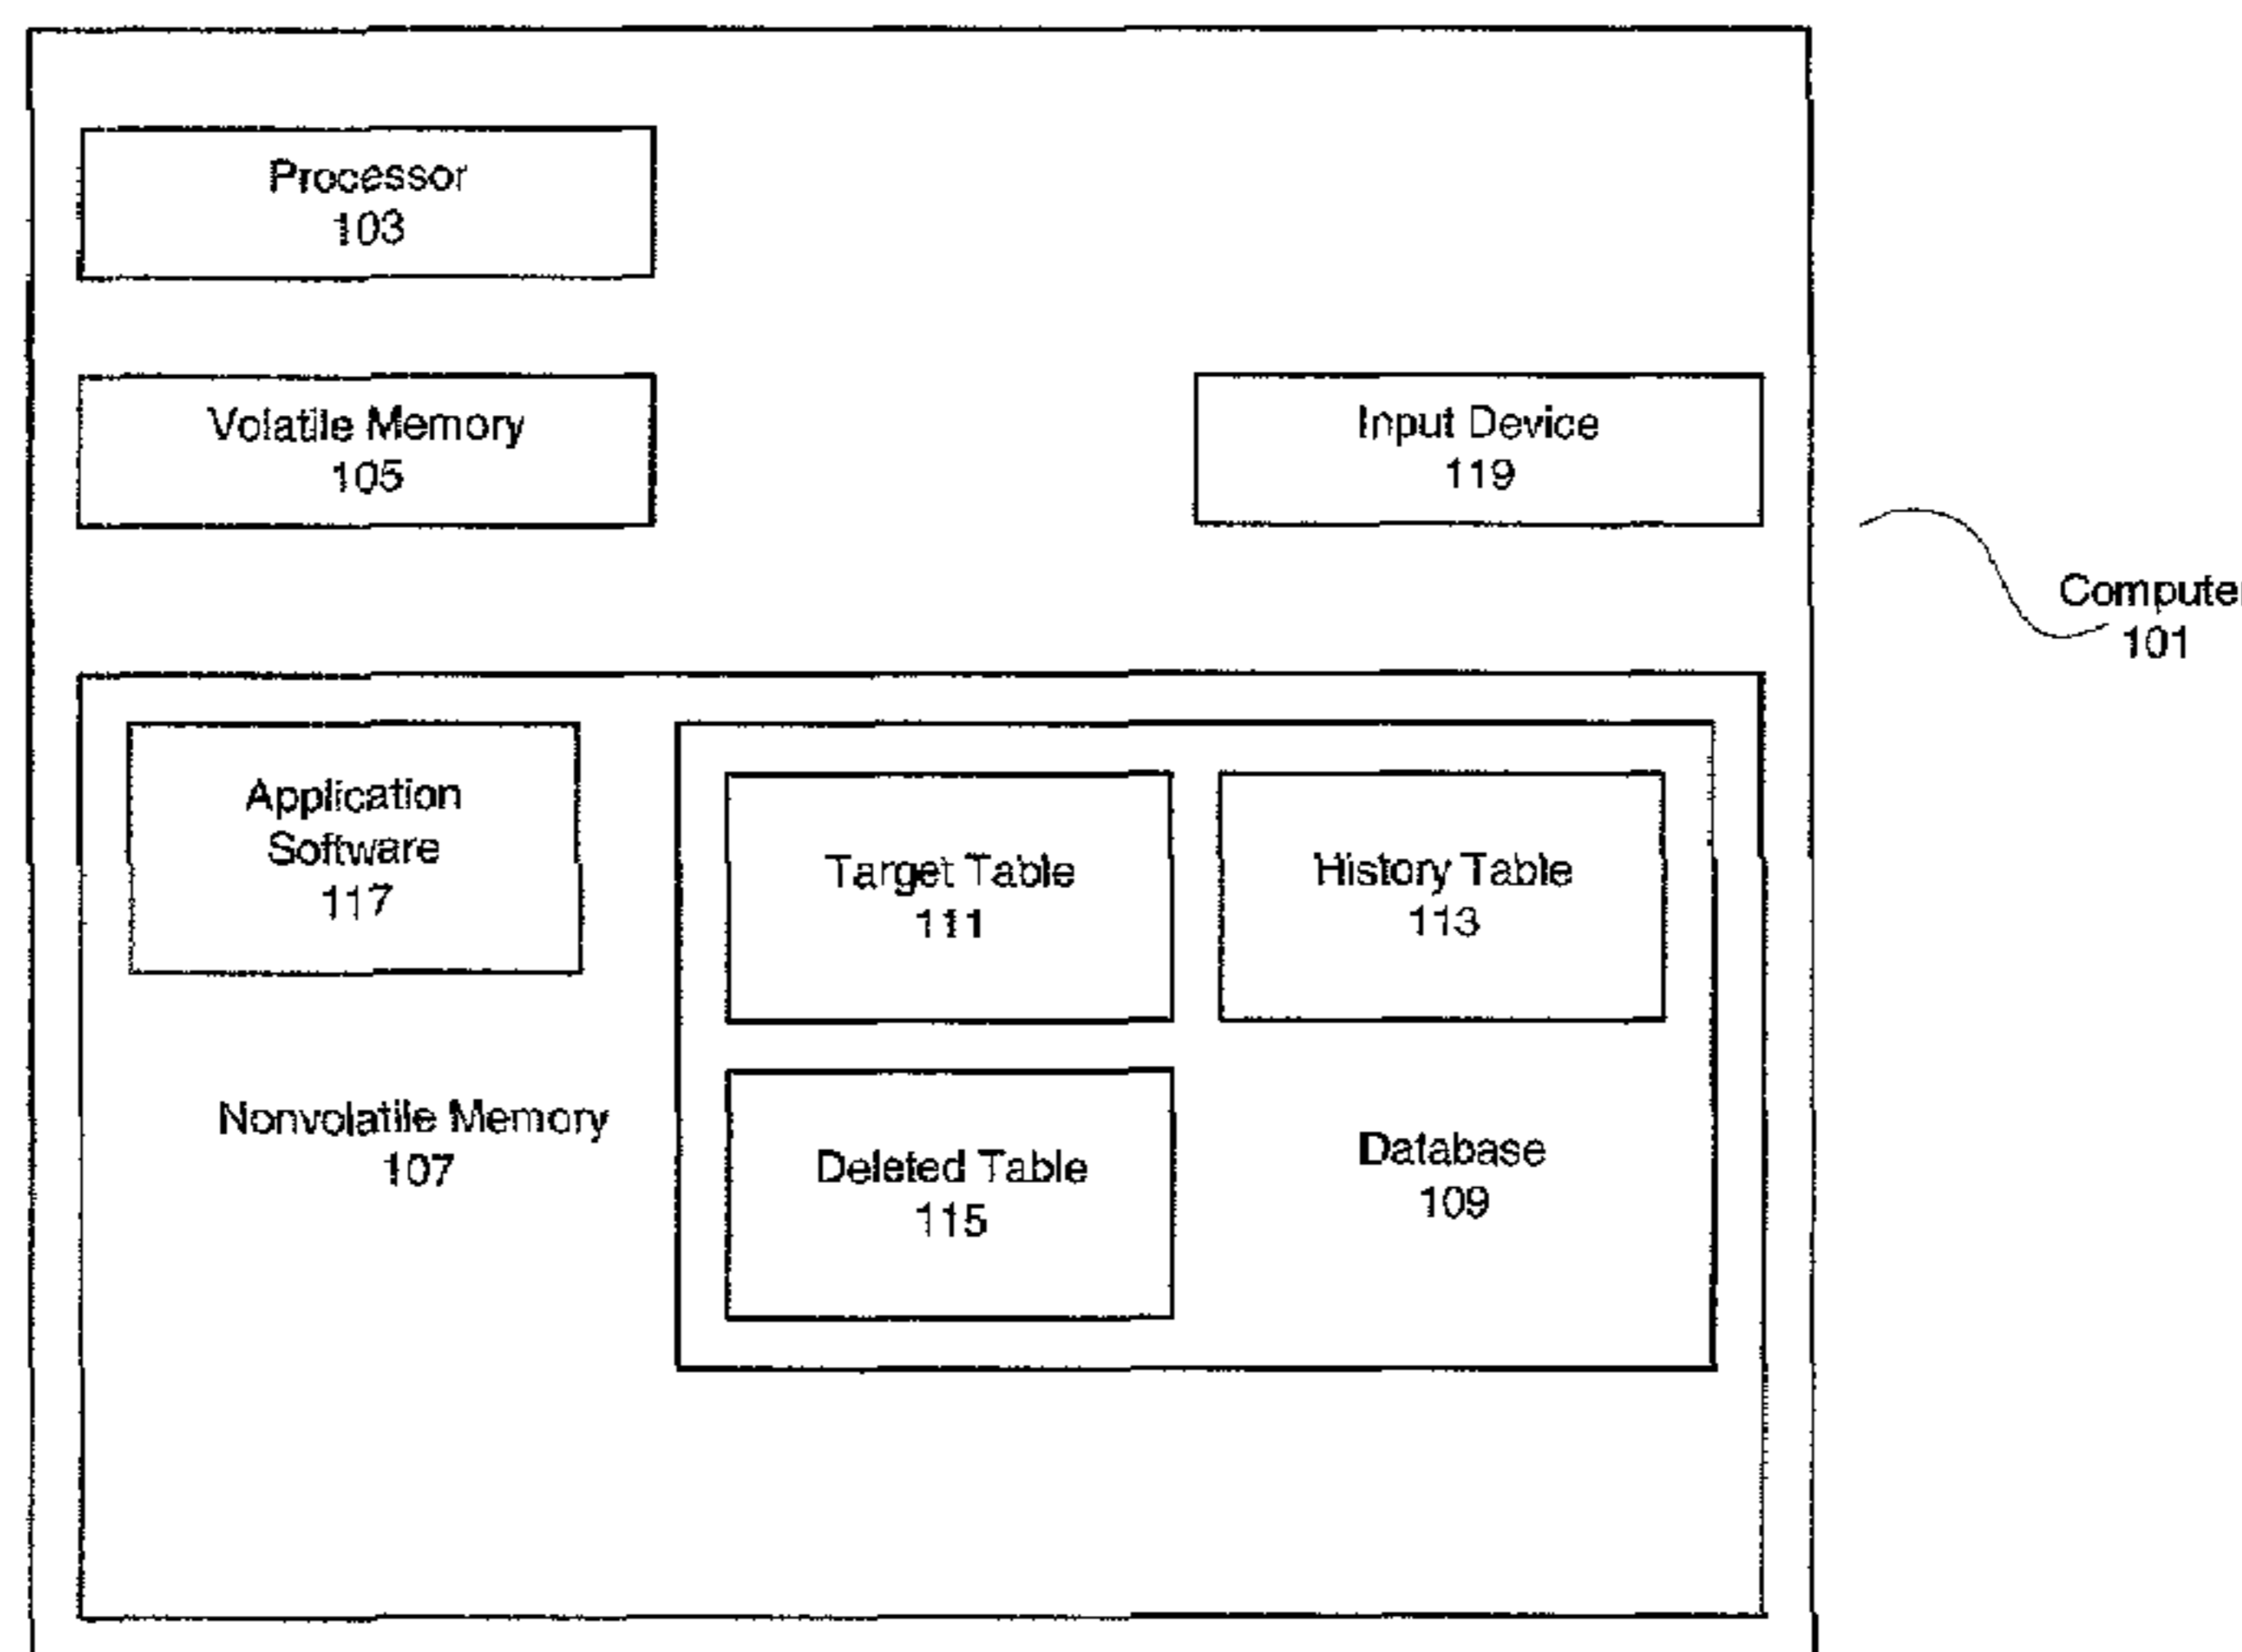 Processor
103
Volatile Memory
105
Input Device
119
Computer
101
Application
Software
117
Target Table
111
History Table
113
Nonvolatile Memory
107
Deleted Table
115
Database
109